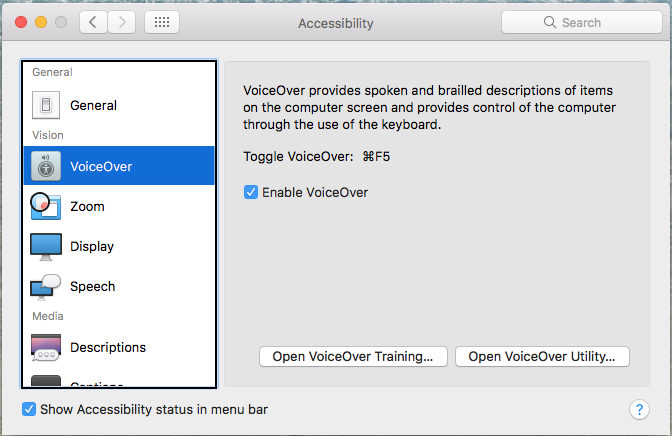 Accessibility
Search
General
General
Vision
VoiceOver
Zoom
Display
Speech
Media
Descriptions
Captions
VoiceOver provides spoken and brailled descriptions of items
on the computer screen and provides control of the computer
through the use of the keyboard.
Toggle VoiceOver: ⌘F5
Enable VoiceOver
Open VoiceOver Training...
Open VoiceOver Utility...
Show Accessibility status in menu bar
?